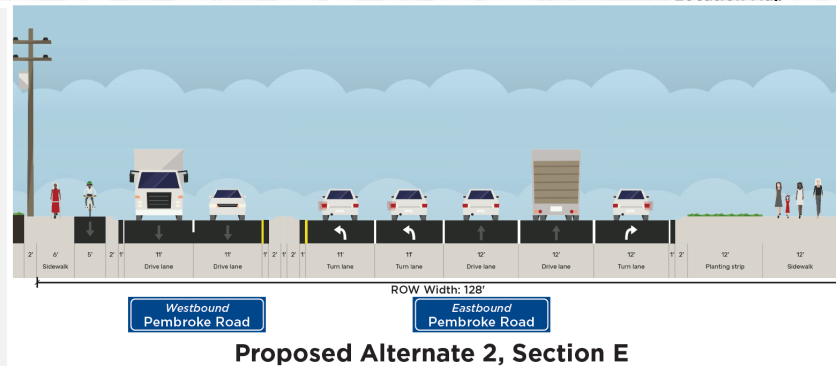 2' 6' 5' 2' 1' 11' 11' 1' 2' 1' 2' 1' 11' 11' 12' 12' 12' 1' 2' 12' 12'
Sidewalk Drive lane Drive lane Turn lane Turn lane Drive lane Drive lane Turn lane Planting strip Sidewalk
ROW Width: 128'
Westbound
Pembroke Road
Eastbound
Pembroke Road
Proposed Alternate 2, Section E